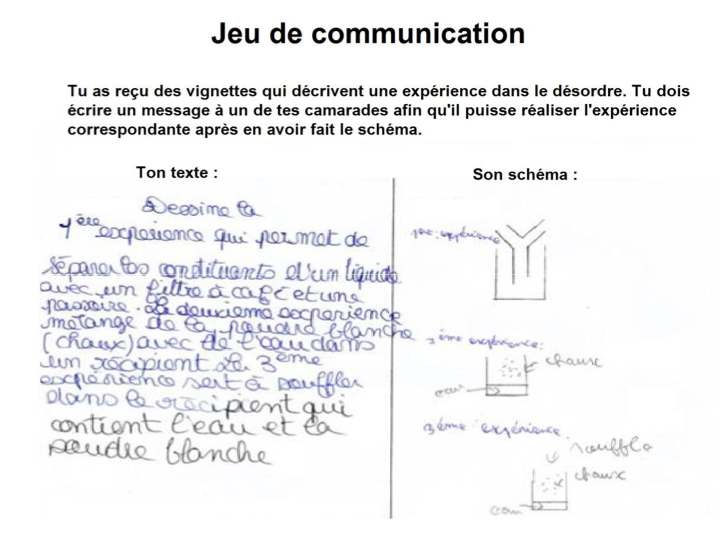 Jeu de communication
Tu as reçu des vignettes qui décrivent une expérience dans le désordre. Tu dois
écrire un message à un de tes camarades afin qu'il puisse réaliser l'expérience
correspondante après en avoir fait le schéma.
Ton texte :
Dessine la
1ère experience qui permet de
séparer les constituants d'un liquide
avec un filtre à café et une
passoire. La deuxième experience
mélange de la poudre blanche
(chaux) avec de l'eau dans
un récipient. La 3ème
expérience sert à souffler
dans le récipient qui
contient l'eau et la
poudre blanche
Son schéma :
1ère expérience
2ème expérience:
chaux
eau
3ème expérience
souffle
chaux
eau